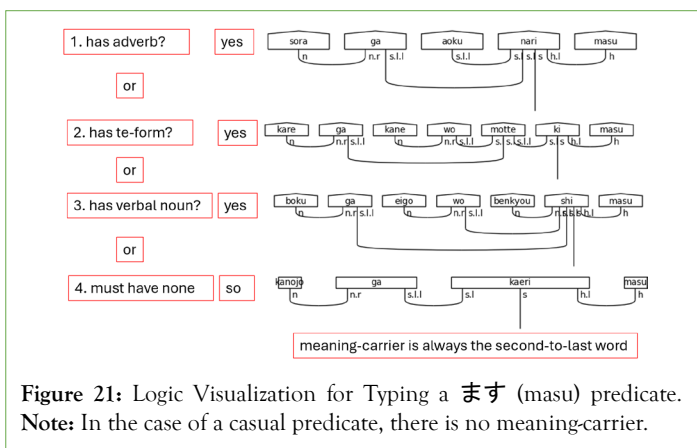 1. has adverb? yes sora ga aoku nari masu
n n.r s.l.l s.l.l s.l s.l s h.l h
or
2. has te-form? yes kare ga kane wo motte ki masu
n n.r s.l.l n n.r s.l.l s.l s.l.l s.l s h.l h
or
3. has verbal noun? yes boku ga eigo wo benkyou shi masu
n n.r s.l.l n n.r s.l.l n h.l h
or
4. must have none so kanojo ga kaeri masu
n n.r s.l.l s.l s h.l h
meaning-carrier is always the second-to-last word
Figure 21: Logic Visualization for Typing a ます (masu) predicate.
Note: In the case of a casual predicate, there is no meaning-carrier.